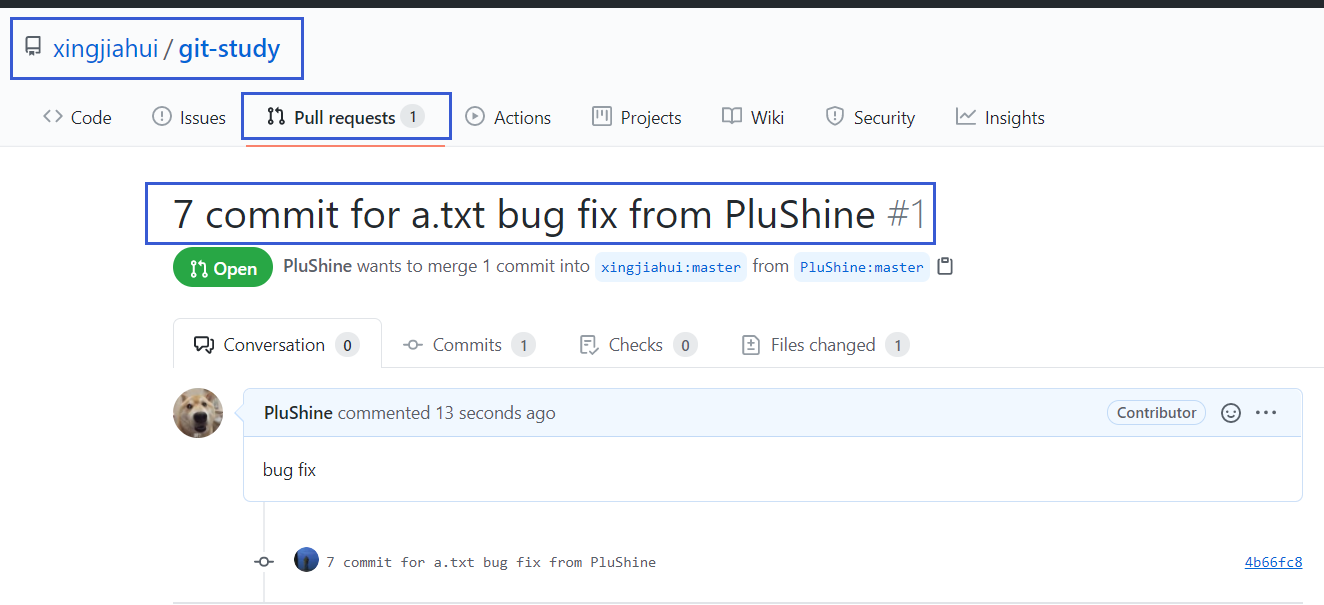 xingjiahui / git-study
Code Issues Pull requests 1 Actions Projects Wiki Security Insights
7 commit for a.txt bug fix from PluShine #1
Open PluShine wants to merge 1 commit into xingjiahui:master from PluShine:master
Conversation 0 Commits 1 Checks 0 Files changed 1
PluShine commented 13 seconds ago Contributor
bug fix
7 commit for a.txt bug fix from PluShine 4b66fc8